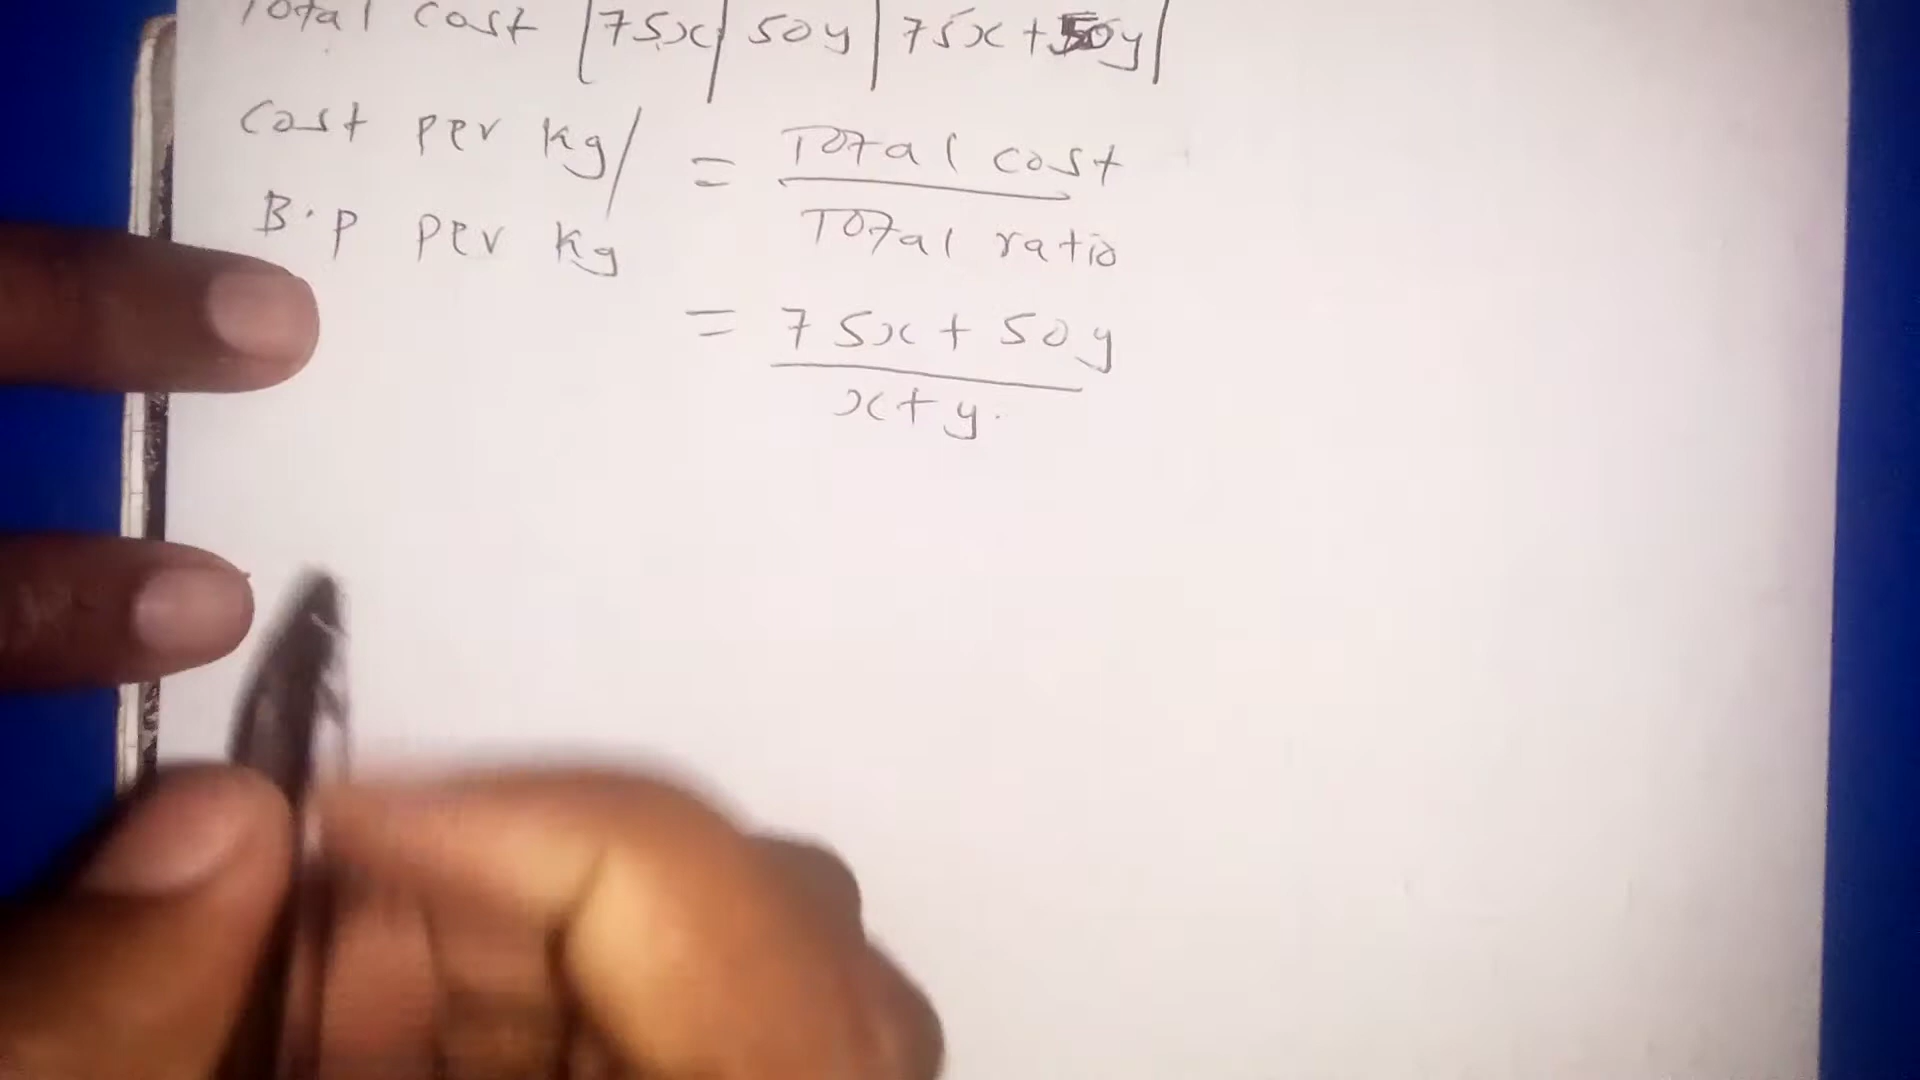 Total cost | 75x | 50y | 75x + 50y |
Cost per kg/ = Total cost
B.p per kg Total ratio
= 75x + 50y
x + y.